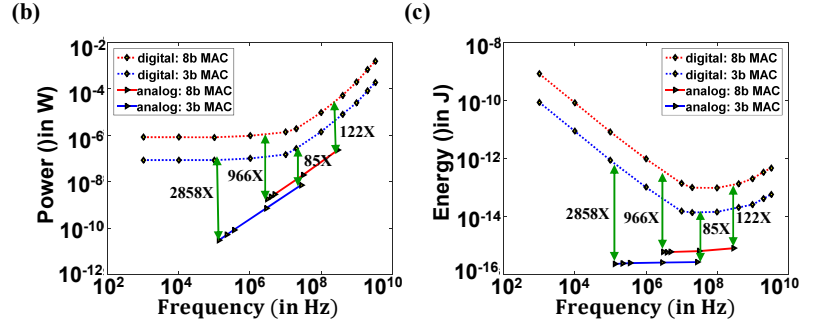 (b)
(c)
Power ()in W)
10^-2
10^-4
10^-6
10^-8
10^-10
10^-12
digital: 8b MAC
digital: 3b MAC
analog: 8b MAC
analog: 3b MAC
2858X
966X
85X
122X
10^2
10^4
10^6
10^8
10^10
Frequency (in Hz)
Energy ()in J)
10^-8
10^-10
10^-12
10^-14
10^-16
digital: 8b MAC
digital: 3b MAC
analog: 8b MAC
analog: 3b MAC
2858X
966X
85X
122X
10^2
10^4
10^6
10^8
10^10
Frequency (in Hz)